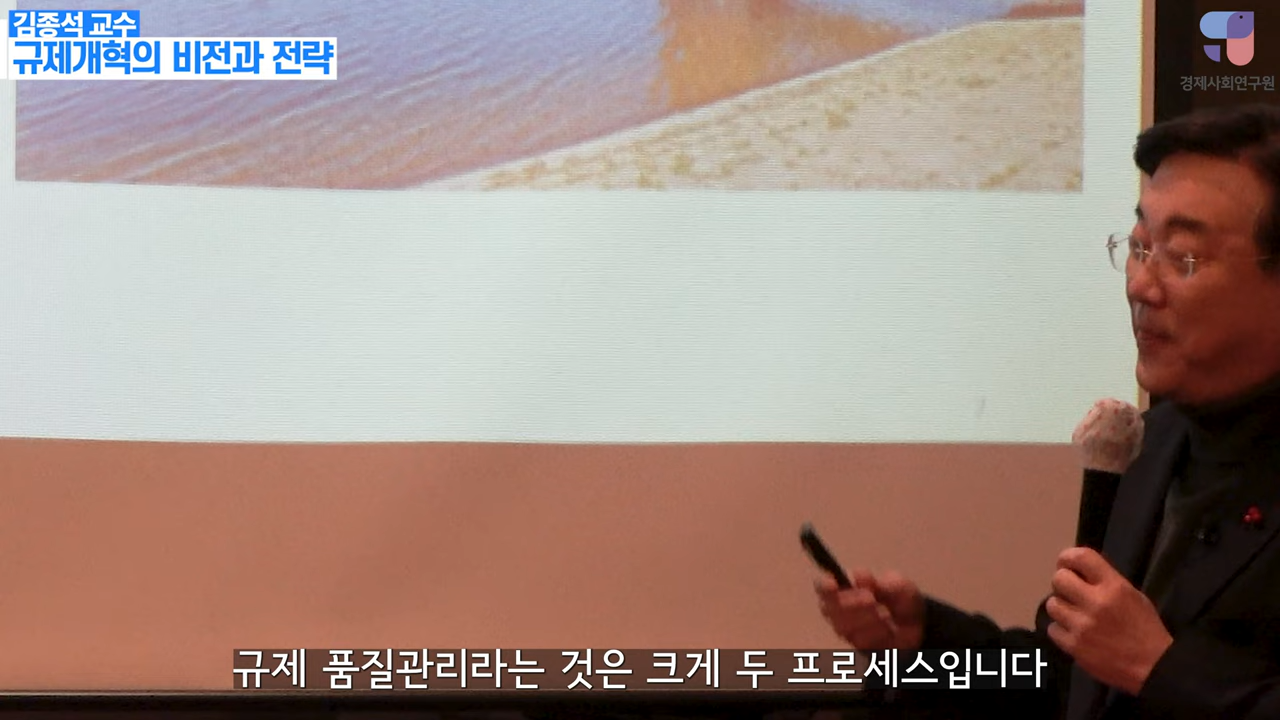 김종석 교수
규제개혁의 비전과 전략
경제사회연구원
규제 품질관리라는 것은 크게 두 프로세스입니다